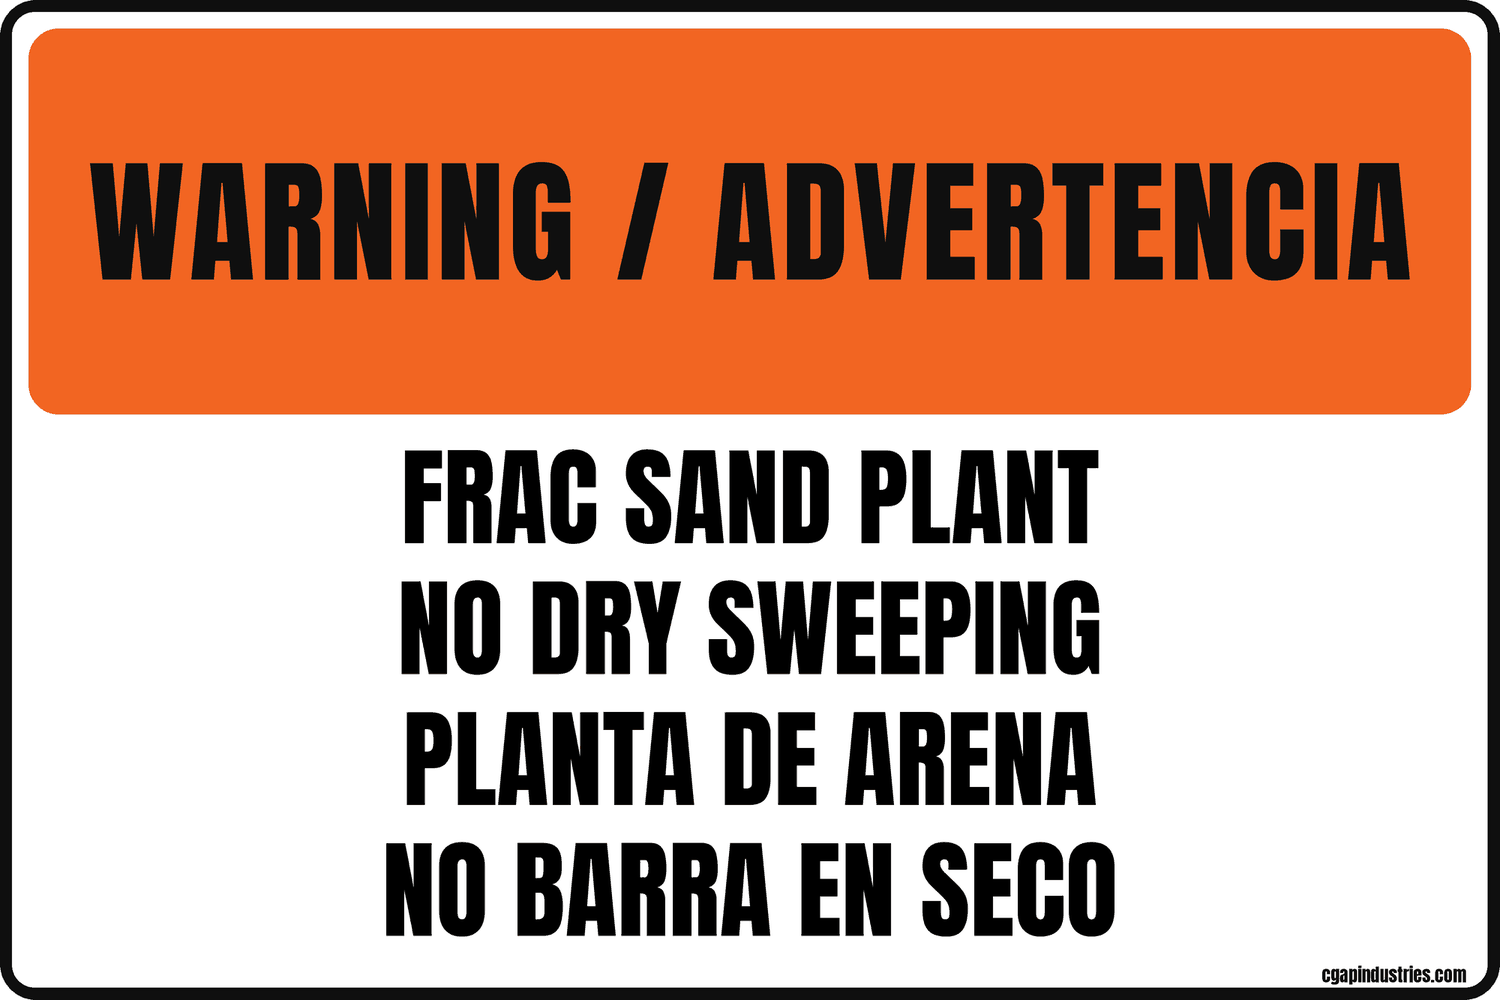 WARNING / ADVERTENCIA
FRAC SAND PLANT
NO DRY SWEEPING
PLANTA DE ARENA
NO BARRA EN SECO
cgapindustries.com